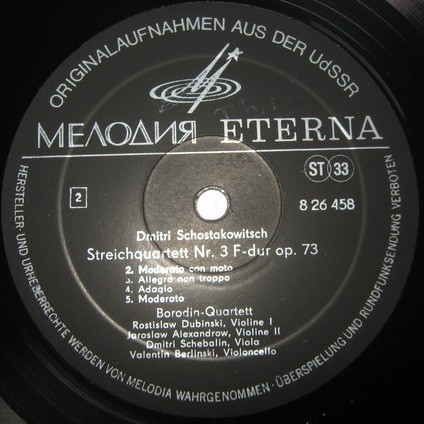 ORIGINALAUFNAHMEN AUS DER UdSSR
МЕЛОДИЯ ETERNA
ST 33
2
8 26 458
Dmitri Schostakowitsch
Streichquartett Nr. 3 F-dur op. 73
2. Moderato con moto
3. Allegro non troppo
4. Adagio
5. Moderato
Borodin-Quartett
Rostislaw Dubinski, Violine I
Jaroslaw Alexandrow, Violine II
Dmitri Schebalin, Viola
Valentin Berlinski, Violoncello
HERSTELLER- UND URHEBERRECHTE WERDEN VON MELODIA WAHRGENOMMEN · ÜBERSPIELUNG UND RUNDFUNKSENDUNG VERBOTEN